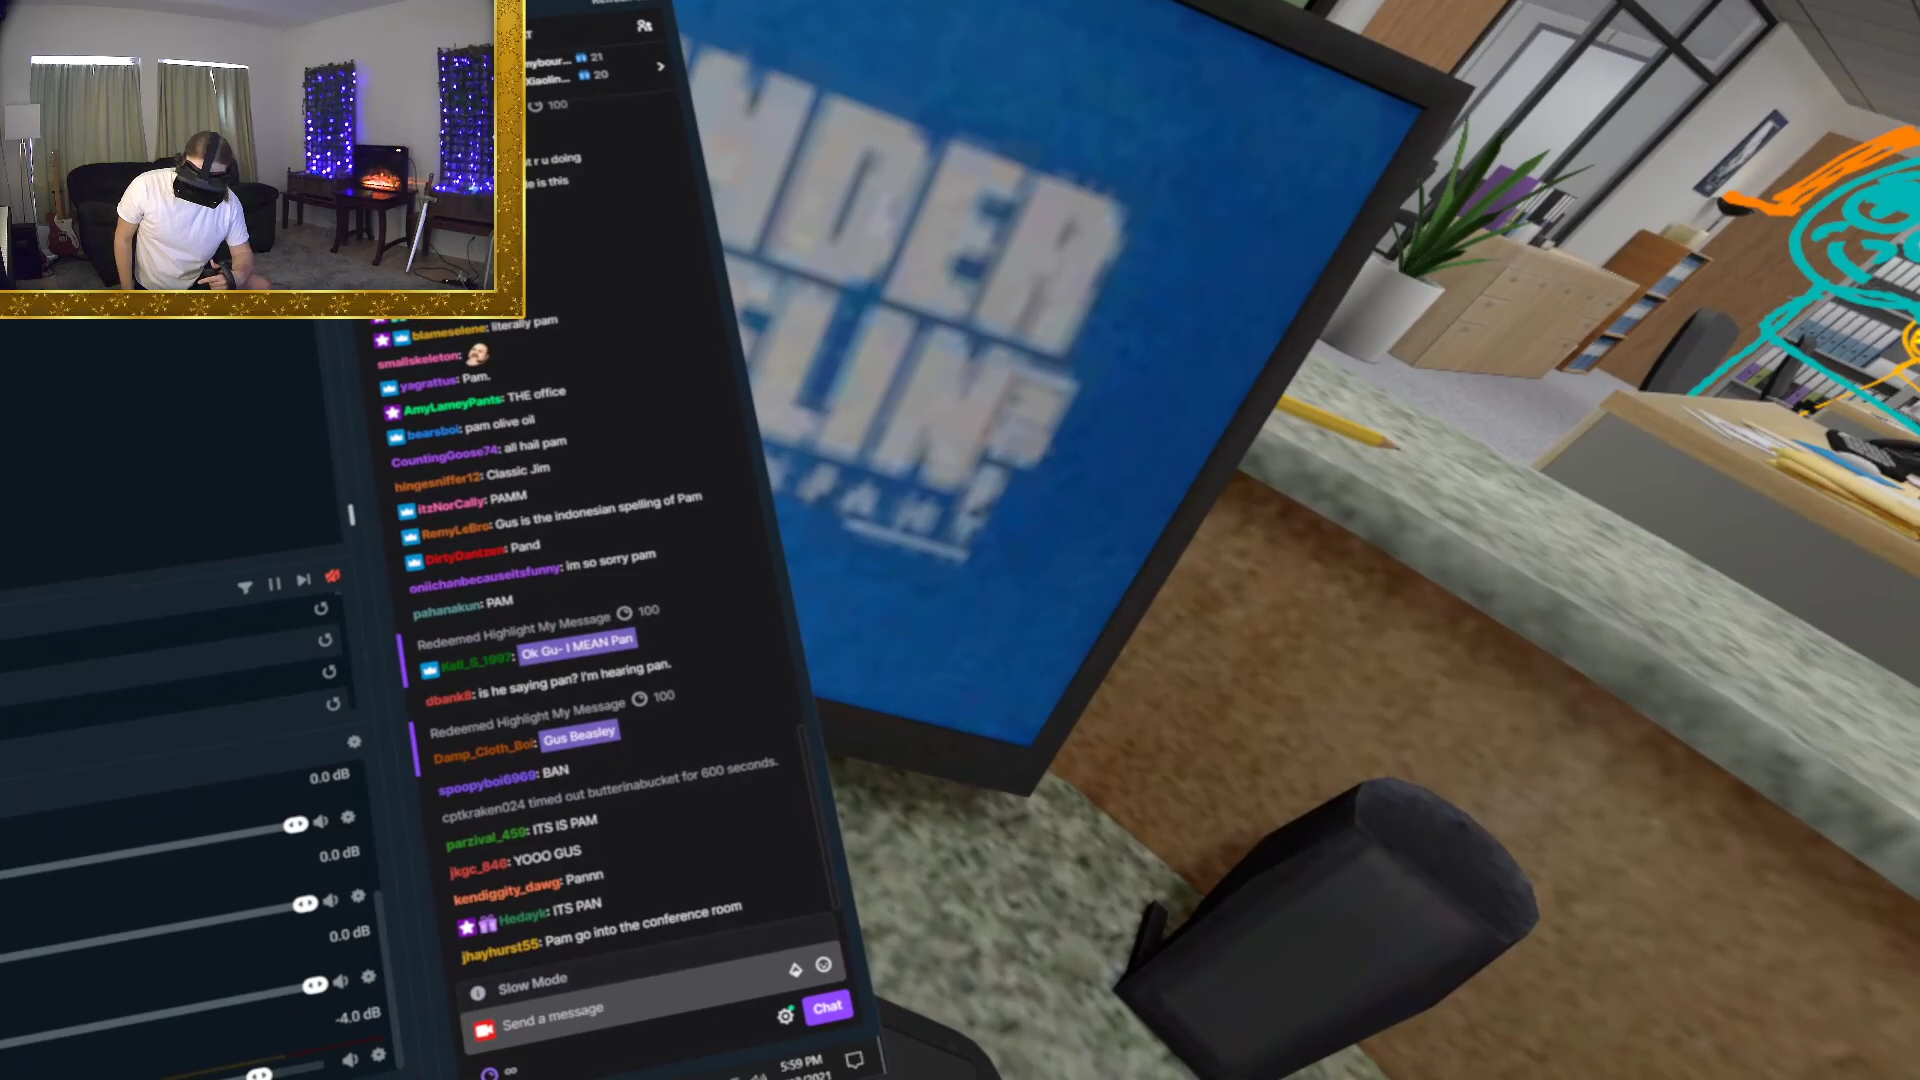 21
20
100
t r u doing
e is this
blameselene: literally pam
smallskeleton:
yagrattus: Pam.
AmyLameyPants: THE office
bearsboi: pam olive oil
CountingGoose74: all hail pam
hingesniffer12: Classic Jim
itzNorCally: PAMM
RemyLeBro: Gus is the indonesian spelling of Pam
DirtyDantzen: Pand
oniichanbecauseitsfunny: im so sorry pam
pahanakun: PAM
Redeemed Highlight My Message 100
Kell_S_1997: Ok Gu- I MEAN Pan
dbank8: is he saying pan? I'm hearing pan.
Redeemed Highlight My Message 100
Damp_Cloth_Boi: Gus Beasley
spoopyboi6969: BAN
cptkraken024 timed out butterinabucket for 600 seconds.
parzival_459: ITS IS PAM
jkgc_846: YOOO GUS
kendiggity_dawg: Pannn
Hedayk: ITS PAN
jhayhurst55: Pam go into the conference room
Slow Mode
Send a message
Chat
5:59 PM
/2021
0.0 dB
0.0 dB
0.0 dB
-4.0 dB
NDER
FLIN